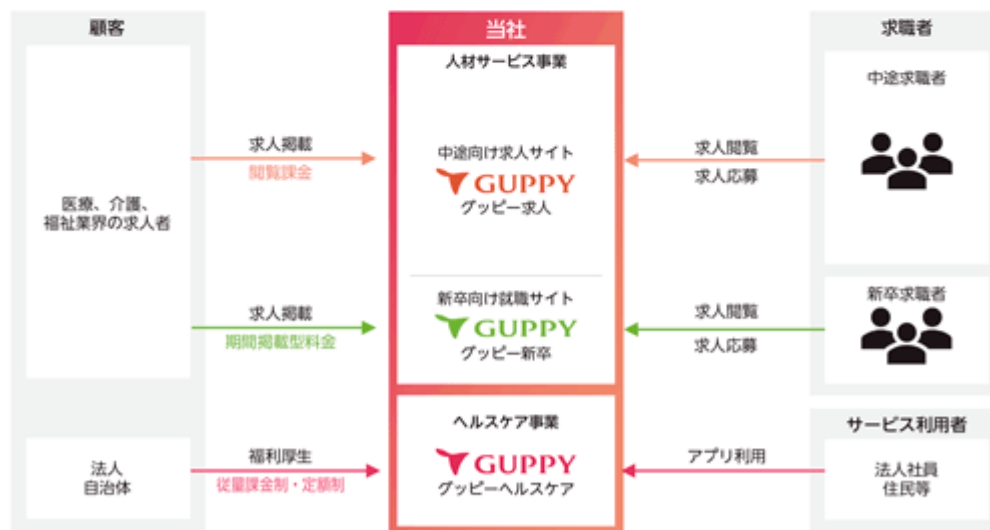 顧客
医療、介護、
福祉業界の求人者
法人
自治体
求人掲載
閲覧課金
求人掲載
期間掲載型料金
福利厚生
従量課金制・定額制
当社
人材サービス事業
中途向け求人サイト
GUPPY
グッピー求人
新卒向け就職サイト
GUPPY
グッピー新卒
ヘルスケア事業
GUPPY
グッピーヘルスケア
求人閲覧
求人応募
求人閲覧
求人応募
アプリ利用
求職者
中途求職者
新卒求職者
サービス利用者
法人社員
住民等